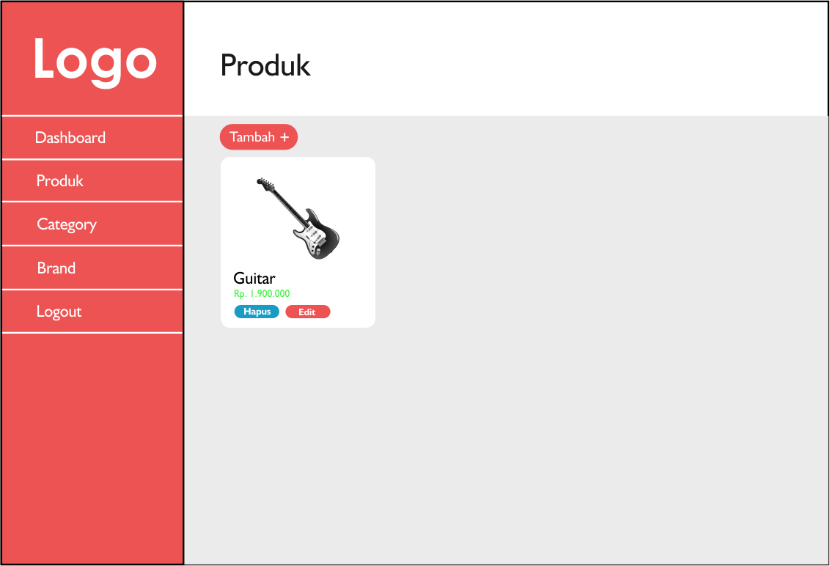 Logo
Produk
Dashboard
Produk
Category
Brand
Logout
Tambah +
Guitar
Rp. 1.900.000
Hapus
Edit